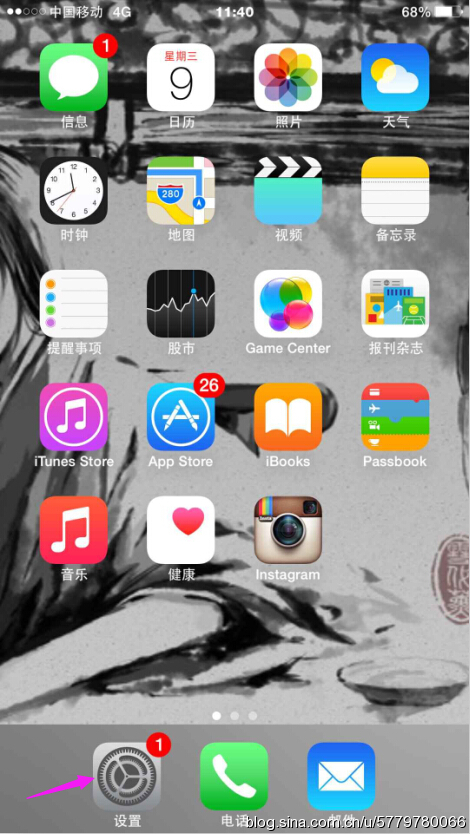 中国移动 4G 11:40 68%
1
星期三
9
信息 日历 照片 天气
280
时钟 地图 视频 备忘录
提醒事项 股市 Game Center 报刊杂志
26
iTunes Store App Store iBooks Passbook
音乐 健康 Instagram
1
设置 电话 邮件
blog.sina.com.cn/u/5779780066